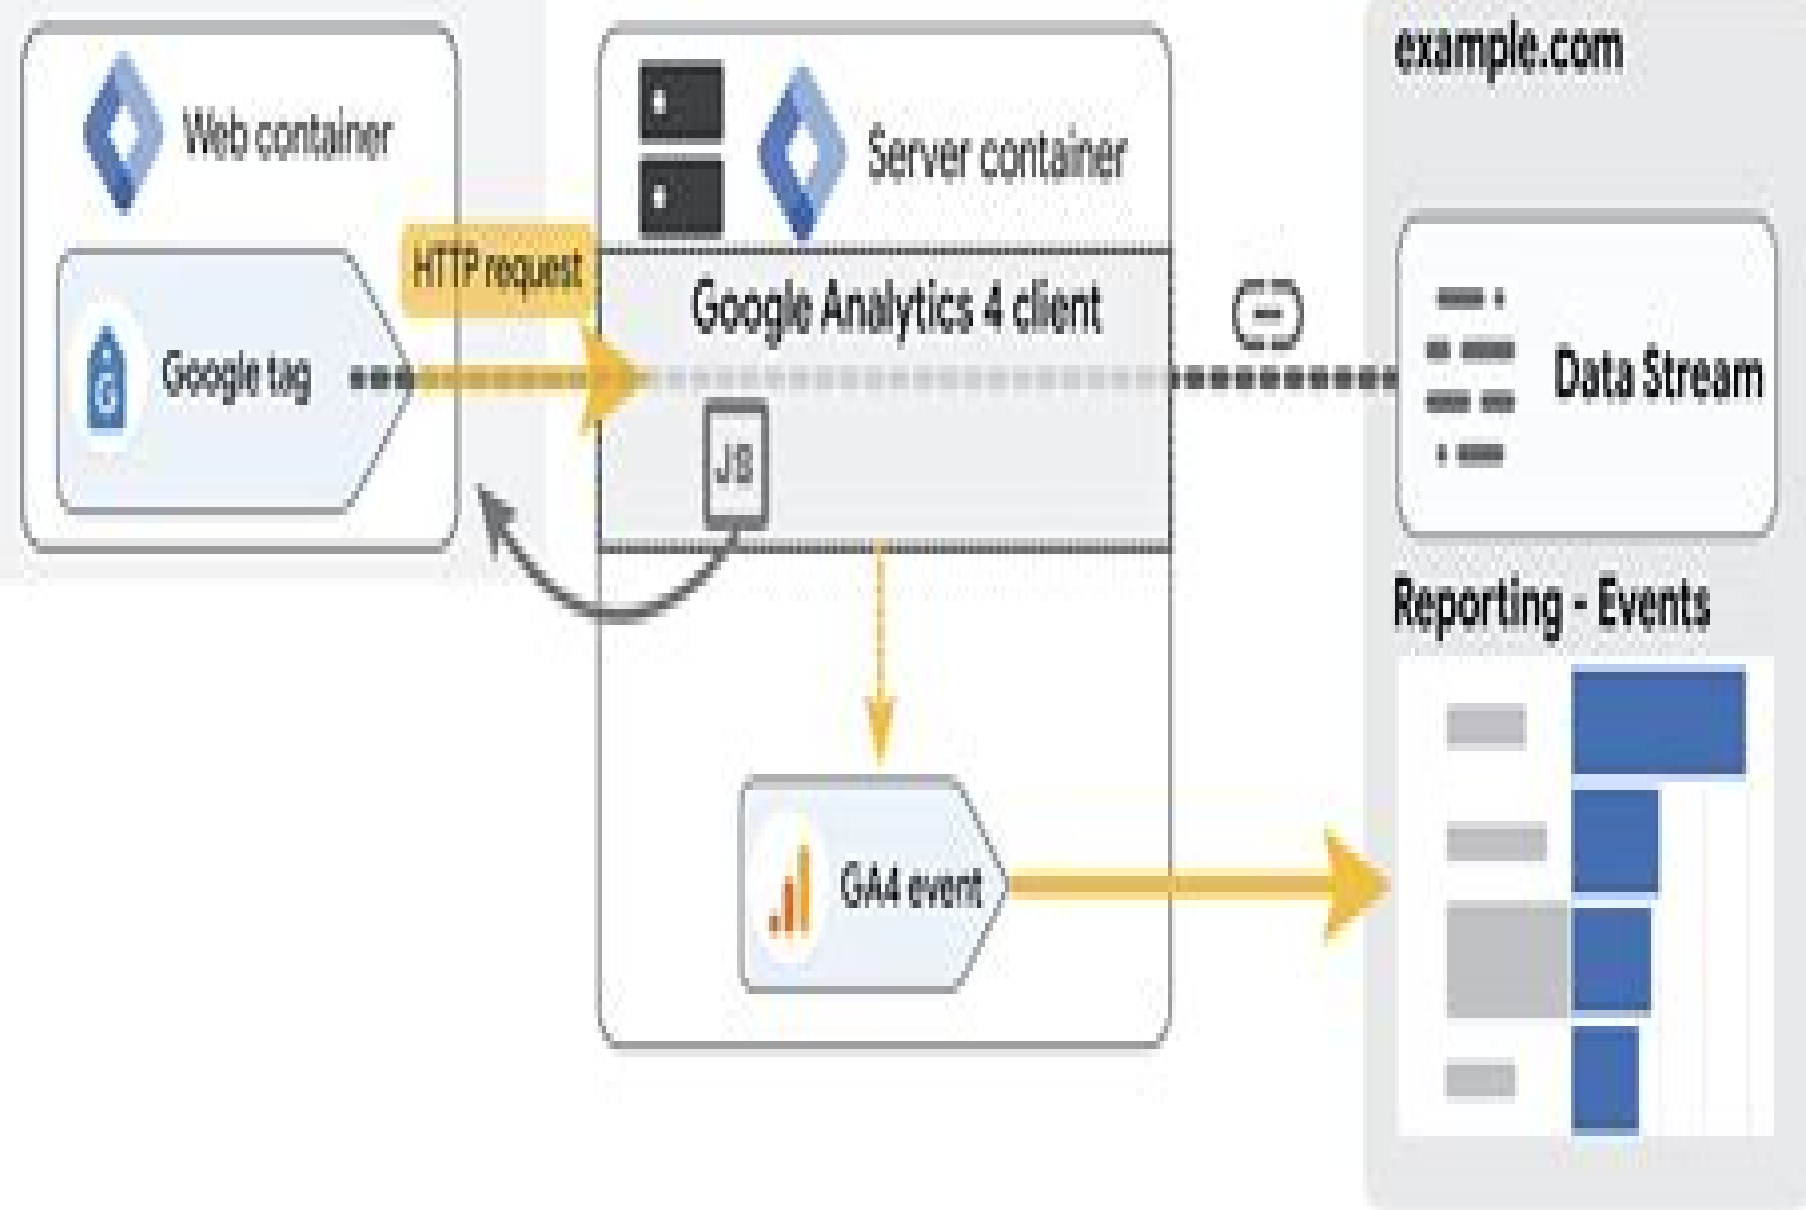 Web container
Google tag
G
HTTP request
Server container
Google Analytics 4 client
JS
GA4 event
example.com
Data Stream
Reporting - Events